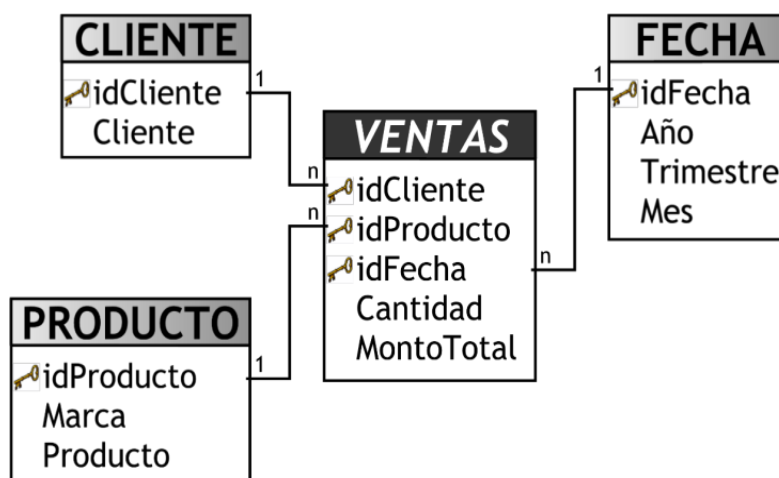 CLIENTE
idCliente
Cliente
1
n
VENTAS
idCliente
idProducto
idFecha
Cantidad
MontoTotal
n
n
1
FECHA
idFecha
Año
Trimestre
Mes
PRODUCTO
idProducto
Marca
Producto
1